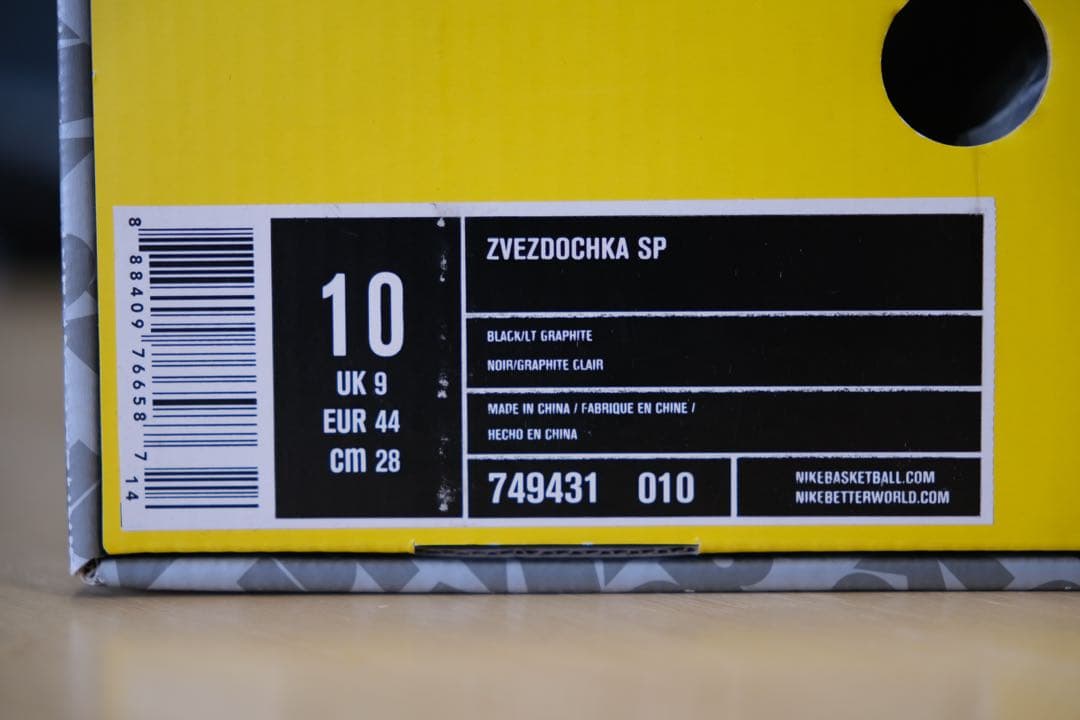 8 88409 76658 7 14
10
UK 9
EUR 44
cm 28
ZVEZDOCHKA SP
BLACK/LT GRAPHITE
NOIR/GRAPHITE CLAIR
MADE IN CHINA / FABRIQUE EN CHINE /
HECHO EN CHINA
749431 010
NIKEBASKETBALL.COM
NIKEBETTERWORLD.COM